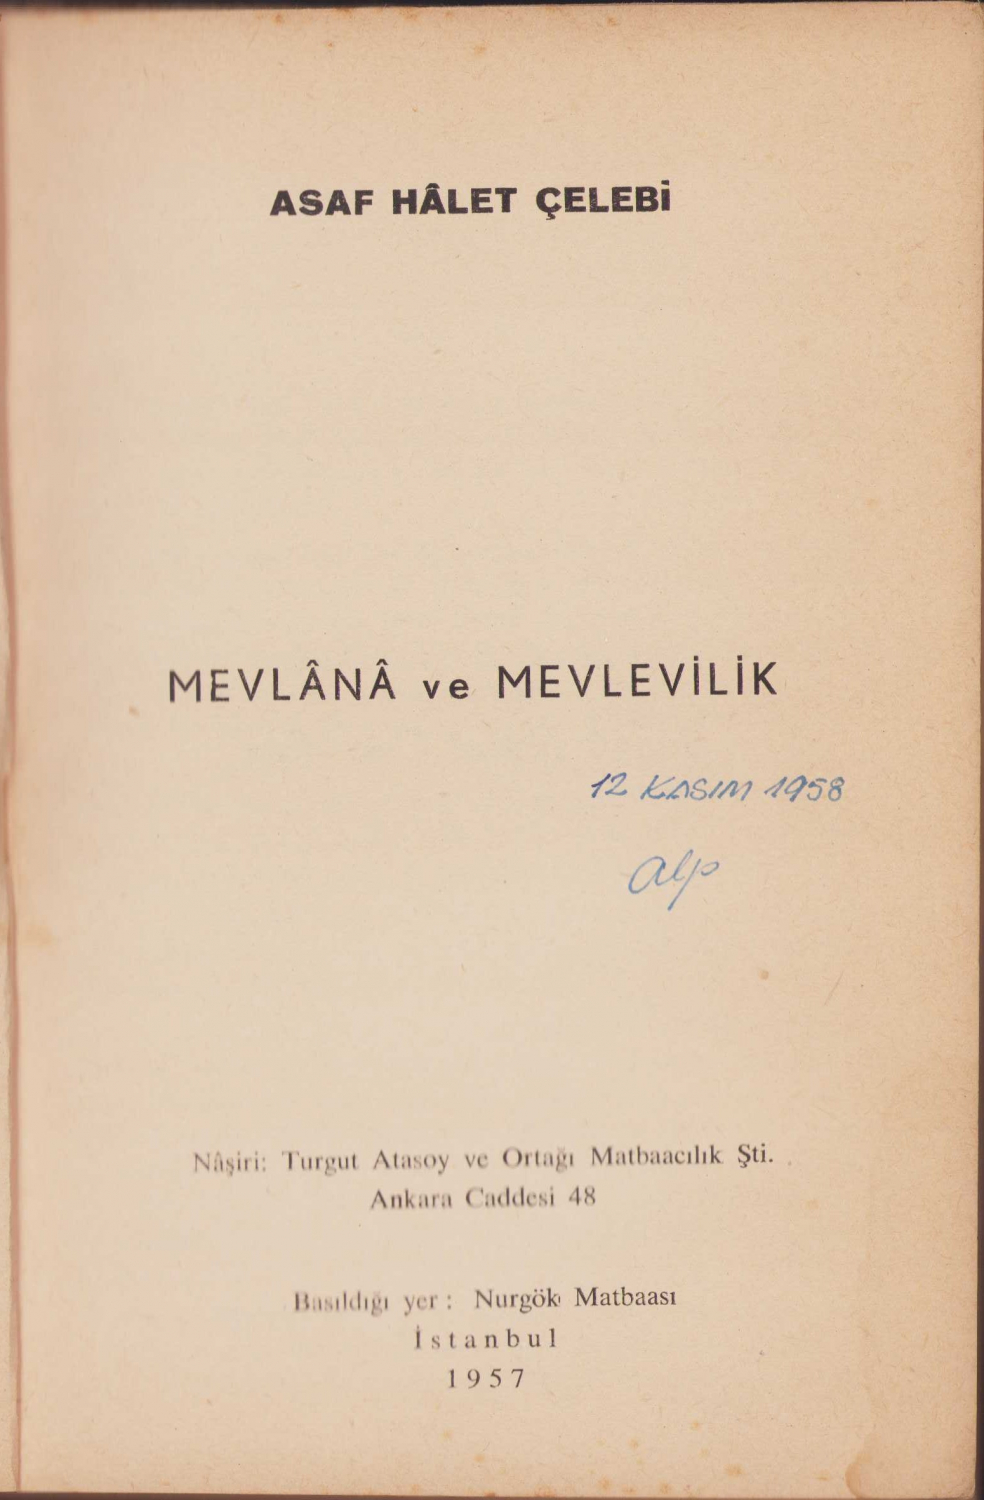 ASAF HÂLET ÇELEBİ
MEVLÂNÂ ve MEVLEVİLİK
12 KASIM 1958
alp
Nâşiri: Turgut Atasoy ve Ortağı Matbaacılık Şti.
Ankara Caddesi 48
Basıldığı yer : Nurgök Matbaası
İstanbul
1957